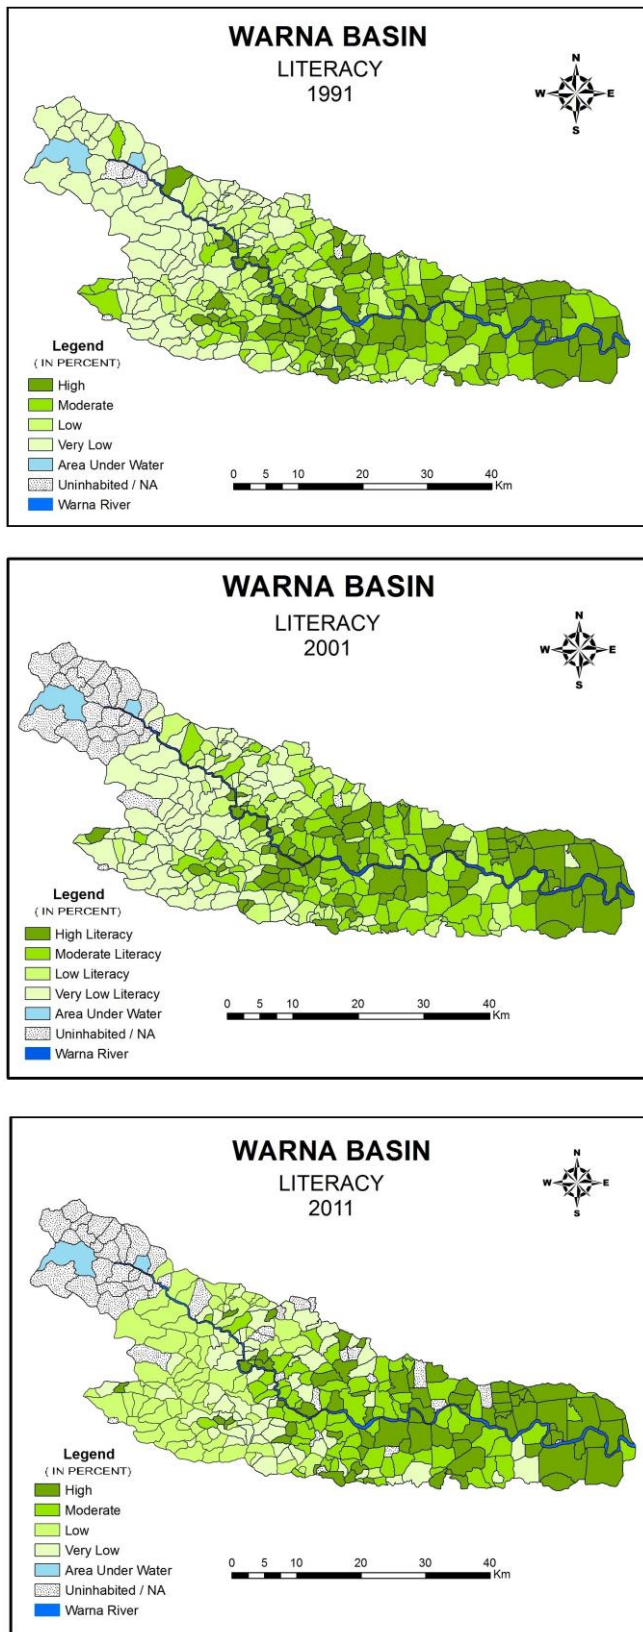 WARNA BASIN
LITERACY
1991
N
W E
S
Legend
( IN PERCENT)
High
Moderate
Low
Very Low
Area Under Water
Uninhabited / NA
Warna River
0 5 10 20 30 40
Km
WARNA BASIN
LITERACY
2001
N
W E
S
Legend
( IN PERCENT)
High Literacy
Moderate Literacy
Low Literacy
Very Low Literacy
Area Under Water
Uninhabited / NA
Warna River
0 5 10 20 30 40
Km
WARNA BASIN
LITERACY
2011
N
W E
S
Legend
( IN PERCENT)
High
Moderate
Low
Very Low
Area Under Water
Uninhabited / NA
Warna River
0 5 10 20 30 40
Km